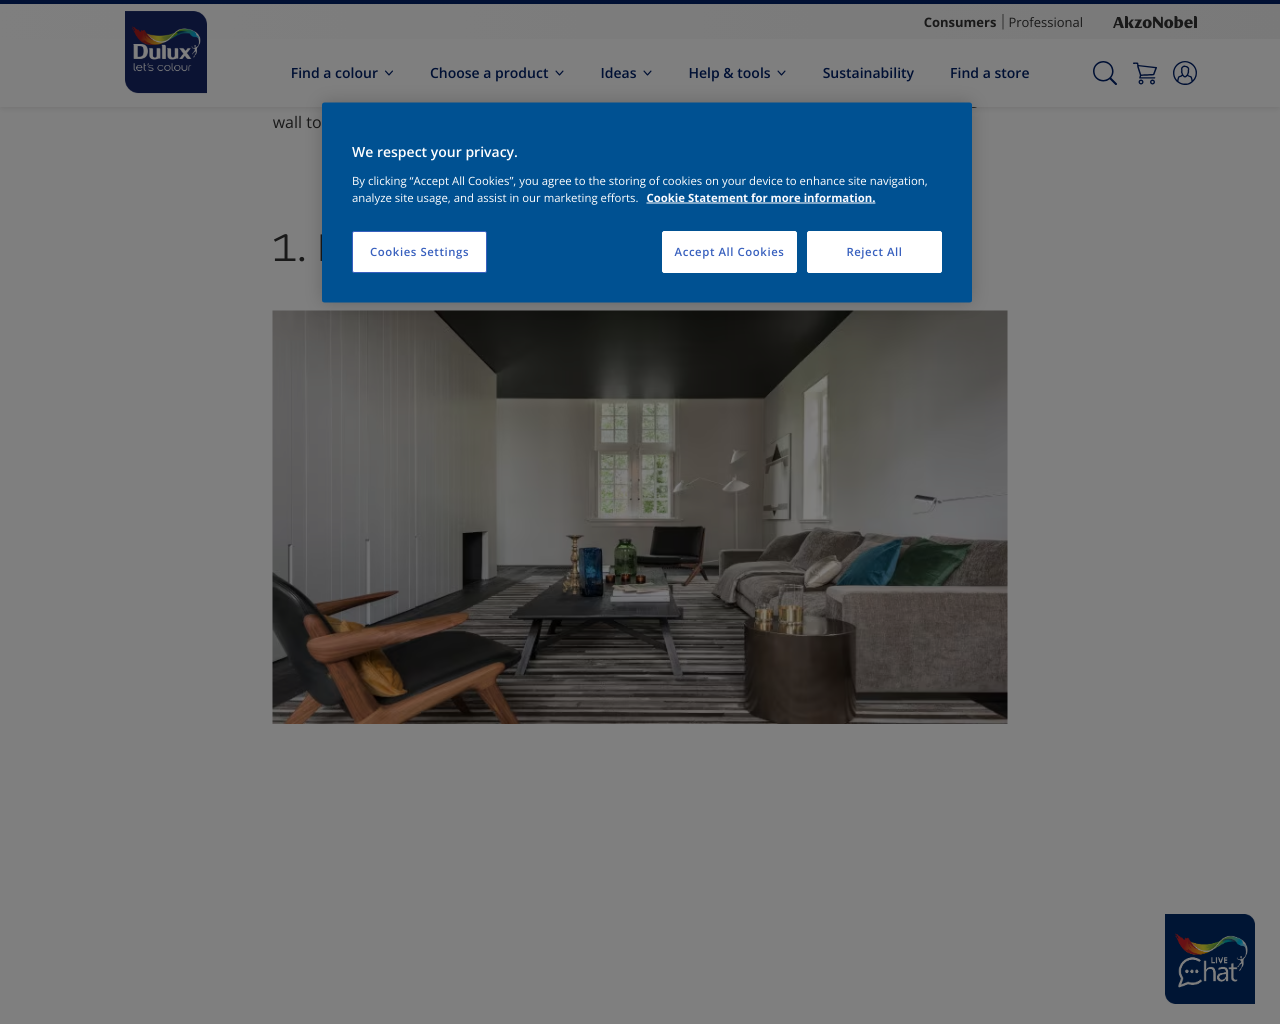 Consumers | Professional
AkzoNobel
Dulux
let's colour
Find a colour
Choose a product
Ideas
Help & tools
Sustainability
Find a store
wall to
We respect your privacy.
By clicking “Accept All Cookies”, you agree to the storing of cookies on your device to enhance site navigation,
analyze site usage, and assist in our marketing efforts. Cookie Statement for more information.
1.
Cookies Settings
Accept All Cookies
Reject All
LIVE
Chat